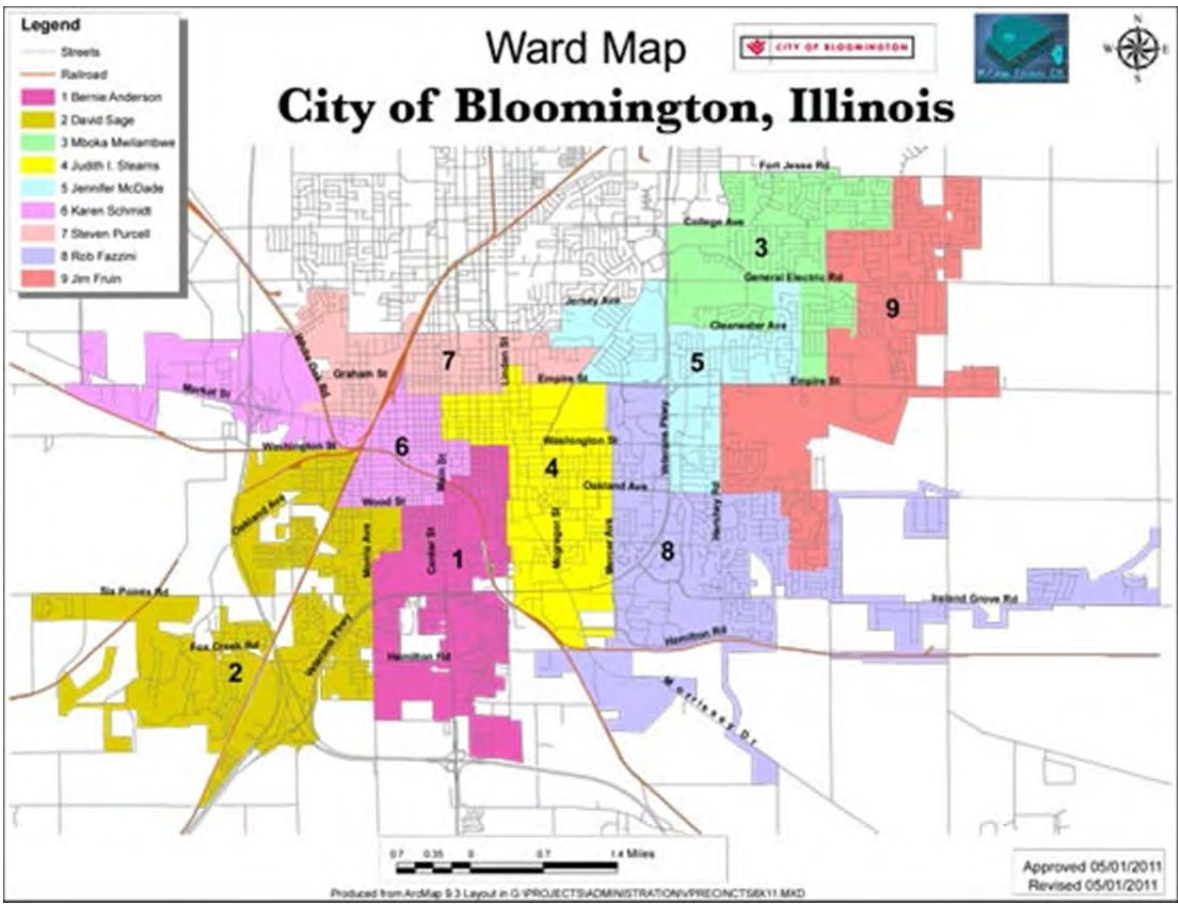 Legend
Streets
Railroad
1 Bernie Anderson
2 David Sage
3 Mboka Mwilambwe
4 Judith I. Stearns
5 Jennifer McDade
6 Karen Schmidt
7 Steven Purcell
8 Rob Fazzini
9 Jim Fruin
Ward Map
CITY OF BLOOMINGTON
City of Bloomington, Illinois
N
W
E
S
Fort Jesse Rd
College Ave
3
General Electric Rd
9
Jersey Ave
Clearwater Ave
White Oak Rd
Linden St
7
5
Graham St
Empire St
Empire St
Market St
Veterans Pkwy
Washington St
6
Washington St
Main St
4
Oakland Ave
Hershey Rd
Wood St
Oakland Ave
Morris Ave
Center St
1
Mcgregor St
Mercer Ave
8
Six Points Rd
Ireland Grove Rd
Veterans Pkwy
Fox Creek Rd
Hamilton Rd
Hamilton Rd
2
Morrissey Dr
0.7 0.35 0 0.7 1.4 Miles
Approved 05/01/2011
Revised 05/01/2011